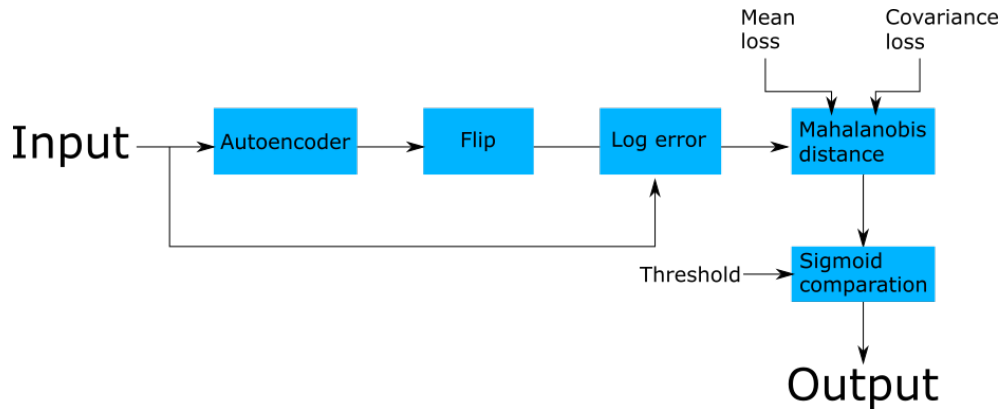 Mean
loss
Covariance
loss
Input
Autoencoder
Flip
Log error
Mahalanobis
distance
Threshold
Sigmoid
comparation
Output